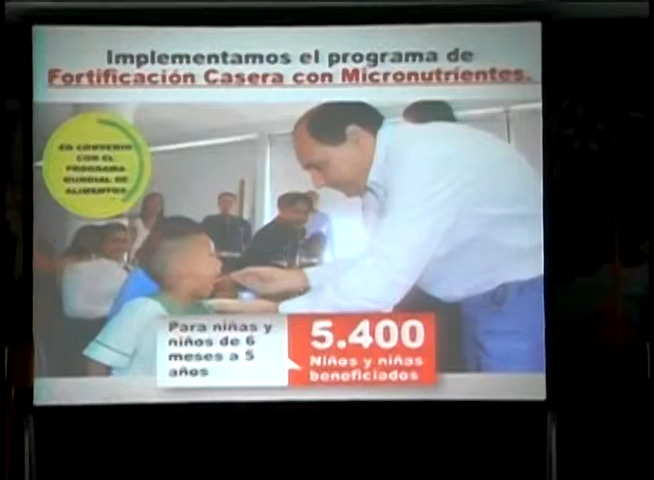 Implementamos el programa de
Fortificación Casera con Micronutrientes.
EN CONVENIO
CON EL
PROGRAMA
MUNDIAL DE
ALIMENTOS
Para niñas y
niños de 6
meses a 5
años
5.400
Niños y niñas
beneficiados